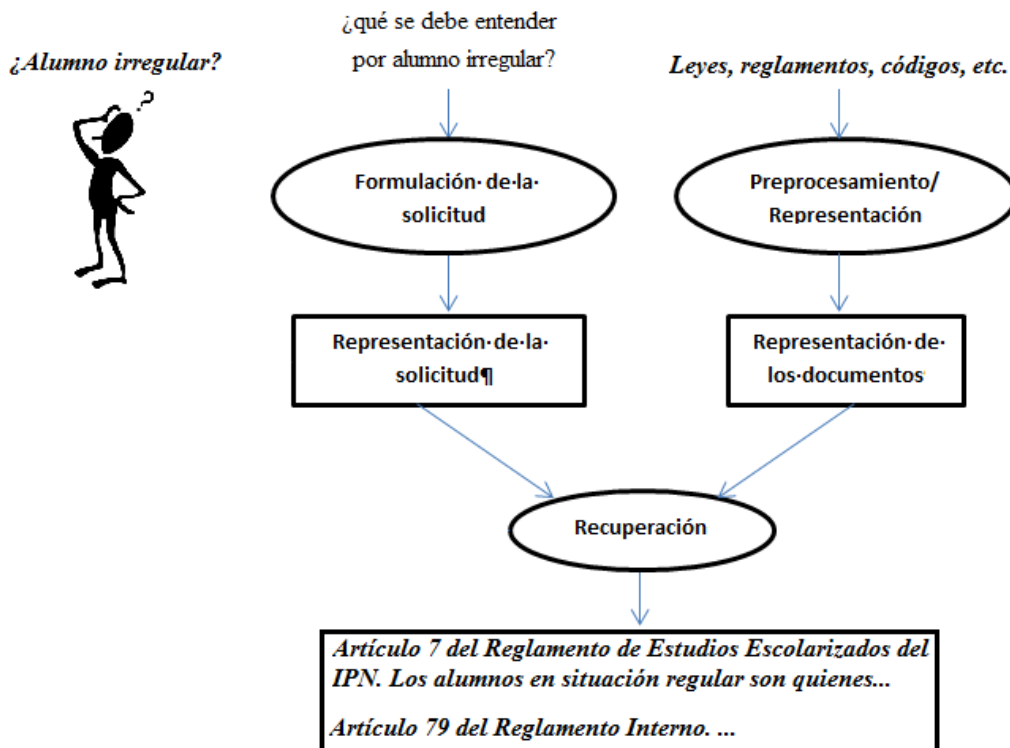 ¿Alumno irregular?
?
¿qué se debe entender
por alumno irregular?
Leyes, reglamentos, códigos, etc.
Formulación·de·la·
solicitud
Preprocesamiento/
Representación
Representación·de·la·
solicitud¶
Representación·de·
los·documentos
Recuperación
Artículo 7 del Reglamento de Estudios Escolarizados del
IPN. Los alumnos en situación regular son quienes...
Artículo 79 del Reglamento Interno. ...